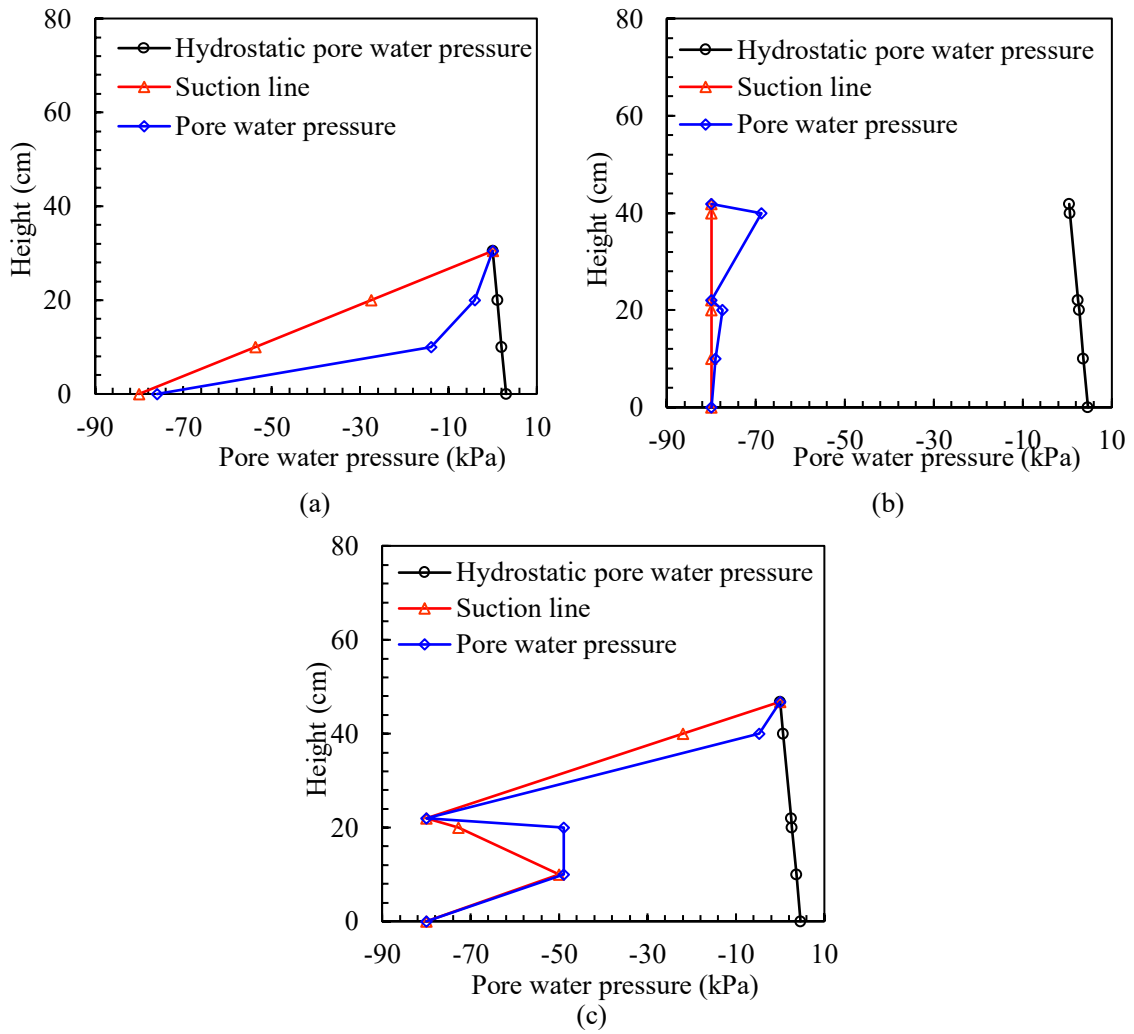 80
60
40
20
0
Height (cm)
Hydrostatic pore water pressure
Suction line
Pore water pressure
-90 -70 -50 -30 -10 10
Pore water pressure (kPa)
(a)
80
60
40
20
0
Height (cm)
Hydrostatic pore water pressure
Suction line
Pore water pressure
-90 -70 -50 -30 -10 10
Pore water pressure (kPa)
(b)
80
60
40
20
0
Height (cm)
Hydrostatic pore water pressure
Suction line
Pore water pressure
-90 -70 -50 -30 -10 10
Pore water pressure (kPa)
(c)